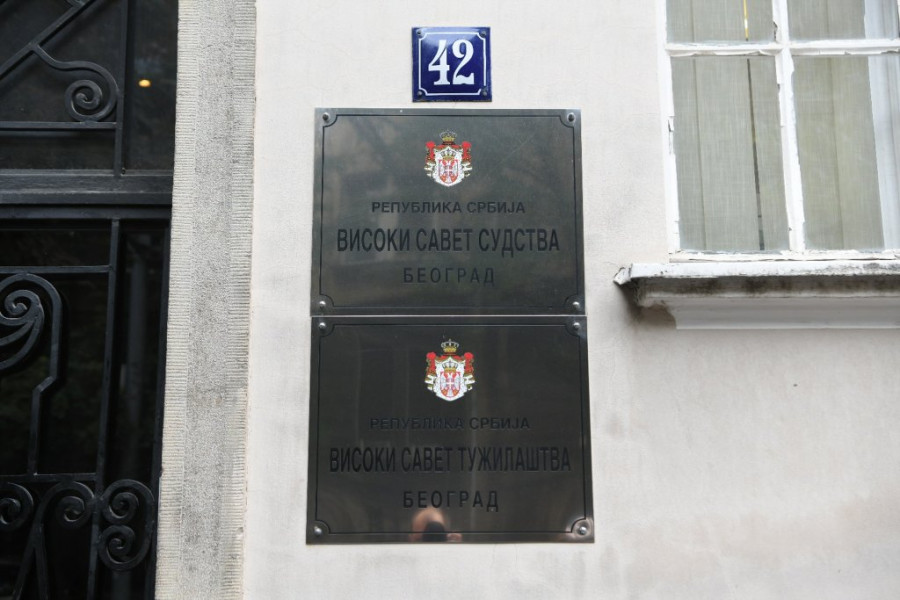 42
РЕПУБЛИКА СРБИЈА
ВИСОКИ САВЕТ СУДСТВА
БЕОГРАД
РЕПУБЛИКА СРБИЈА
ВИСОКИ САВЕТ ТУЖИЛАШТВА
БЕОГРАД